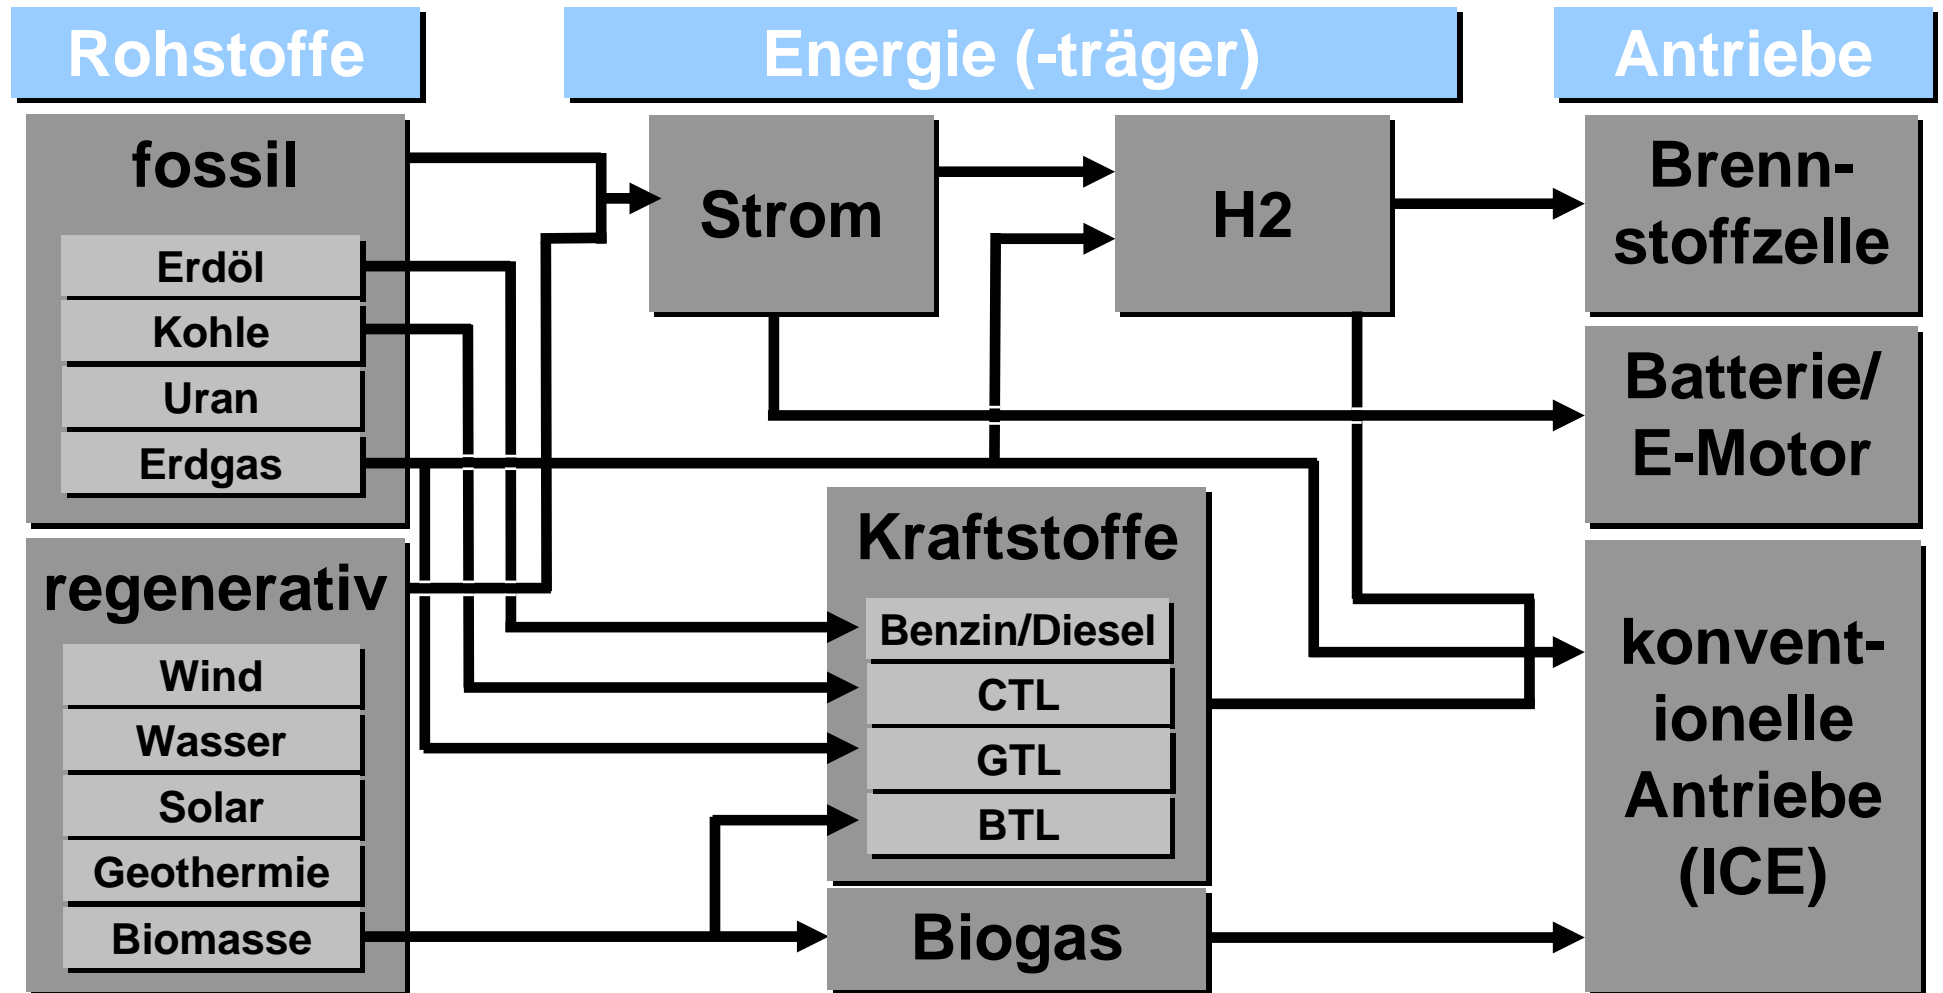 Rohstoffe
Energie (-träger)
Antriebe
fossil
Erdöl
Kohle
Uran
Erdgas
regenerativ
Wind
Wasser
Solar
Geothermie
Biomasse
Strom
H2
Kraftstoffe
Benzin/Diesel
CTL
GTL
BTL
Biogas
Brenn-
stoffzelle
Batterie/
E-Motor
konvent-
ionelle
Antriebe
(ICE)